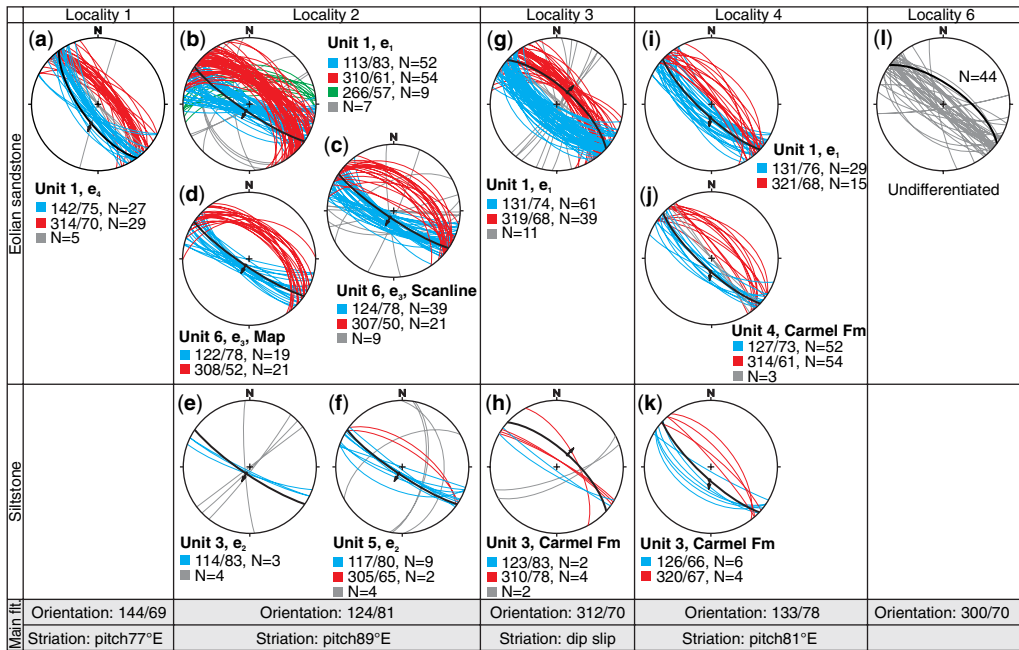 Locality 1
Locality 2
Locality 3
Locality 4
Locality 6
Eolian sandstone
(a)
N
Unit 1, e₄
142/75, N=27
314/70, N=29
N=5
(b)
N
Unit 1, e₁
113/83, N=52
310/61, N=54
266/57, N=9
N=7
(c)
N
Unit 6, e₃, Scanline
124/78, N=39
307/50, N=21
N=9
(d)
N
Unit 6, e₃, Map
122/78, N=19
308/52, N=21
(g)
N
Unit 1, e₁
131/74, N=61
319/68, N=39
N=11
(i)
N
Unit 1, e₁
131/76, N=29
321/68, N=15
(j)
N
Unit 4, Carmel Fm
127/73, N=52
314/61, N=54
N=3
(l)
N
N=44
Undifferentiated
Siltstone
(e)
N
Unit 3, e₂
114/83, N=3
N=4
(f)
N
Unit 5, e₂
117/80, N=9
305/65, N=2
N=4
(h)
N
Unit 3, Carmel Fm
123/83, N=2
310/78, N=4
N=2
(k)
N
Unit 3, Carmel Fm
126/66, N=6
320/67, N=4
Main flt.
Orientation: 144/69
Orientation: 124/81
Orientation: 312/70
Orientation: 133/78
Orientation: 300/70
Striation: pitch77°E
Striation: pitch89°E
Striation: dip slip
Striation: pitch81°E